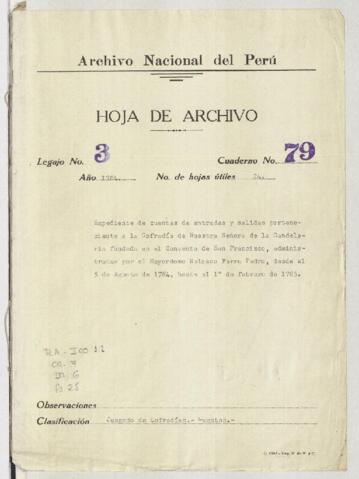 Archivo Nacional del Perú
HOJA DE ARCHIVO
Legajo No. 3 Cuaderno No. 79
Año 1784 No. de hojas útiles 24
Expediente de cuentas de entradas y salidas pertene-
ciente a la Cofradía de Nuestra Señora de la Candela-
ria fundada en el Convento de San Francisco, adminis-
tradas por el Mayordomo Ferro Pedro, desde el
5 de Agosto de 1784, hasta el 1° de febrero de 1785.
Observaciones
Clasificación Juzgado de Cofradías.- Cuentas.-